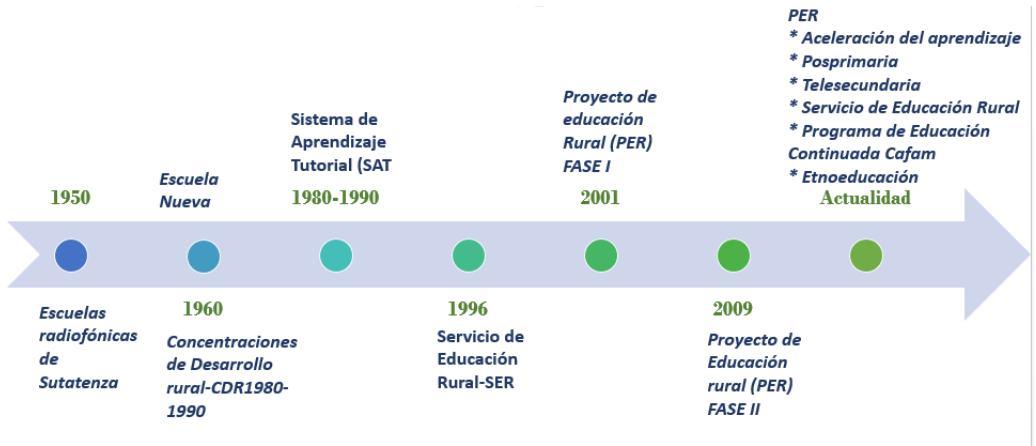 1950
Escuelas
radiofónicas
de
Sutatenza
Escuela
Nueva
1960
Concentraciones
de Desarrollo
rural-CDR1980-
1990
Sistema de
Aprendizaje
Tutorial (SAT
1980-1990
1996
Servicio de
Educación
Rural-SER
Proyecto de
educación
Rural (PER)
FASE I
2001
2009
Proyecto de
Educación
rural (PER)
FASE II
PER
* Aceleración del aprendizaje
* Posprimaria
* Telesecundaria
* Servicio de Educación Rural
* Programa de Educación
Continuada Cafam
* Etnoeducación
Actualidad